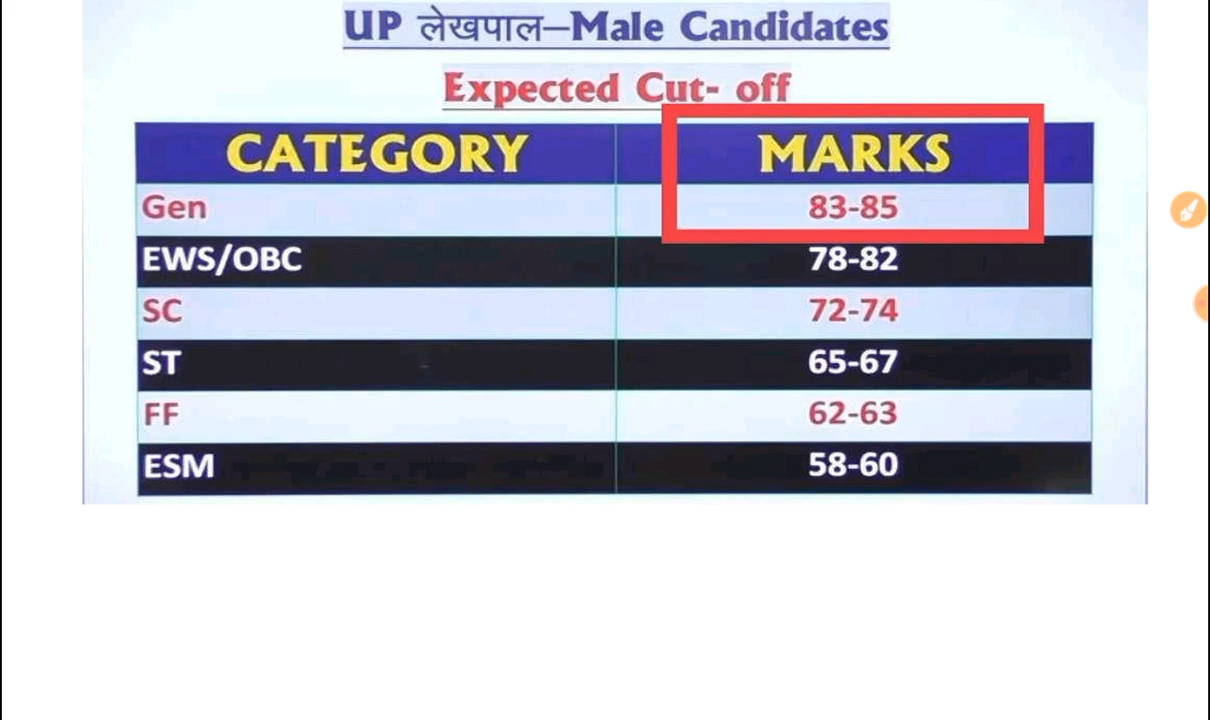 UP लेखपाल–Male Candidates
Expected Cut- off
CATEGORY MARKS
Gen 83-85
EWS/OBC 78-82
SC 72-74
ST 65-67
FF 62-63
ESM 58-60